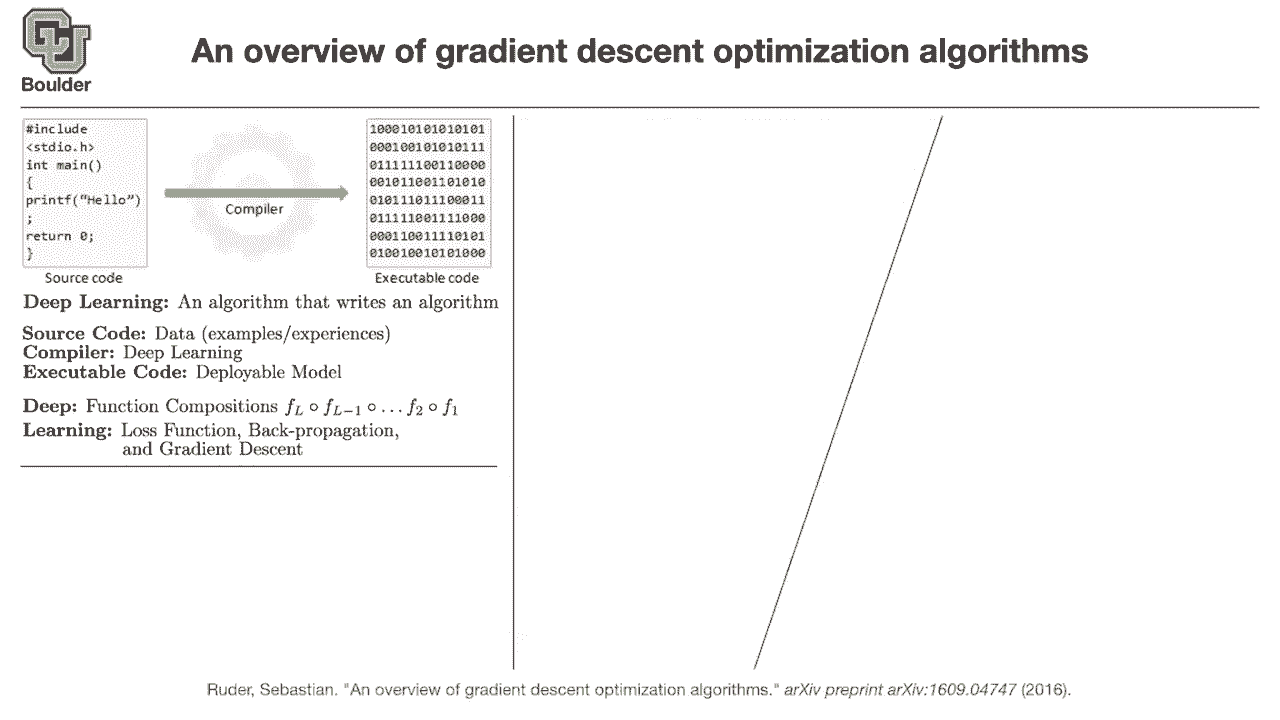 Boulder
An overview of gradient descent optimization algorithms
#include
<stdio.h>
int main()
{
printf("Hello")
;
return 0;
}
Source code
Compiler
100010101010101
000100101010111
011111100110000
001011001101010
010111011100011
011111001111000
000110011110101
010010010101000
Executable code
Deep Learning: An algorithm that writes an algorithm
Source Code: Data (examples/experiences)
Compiler: Deep Learning
Executable Code: Deployable Model
Deep: Function Compositions f_L ∘ f_{L−1} ∘ … f_2 ∘ f_1
Learning: Loss Function, Back-propagation,
and Gradient Descent
Ruder, Sebastian. "An overview of gradient descent optimization algorithms." arXiv preprint arXiv:1609.04747 (2016).